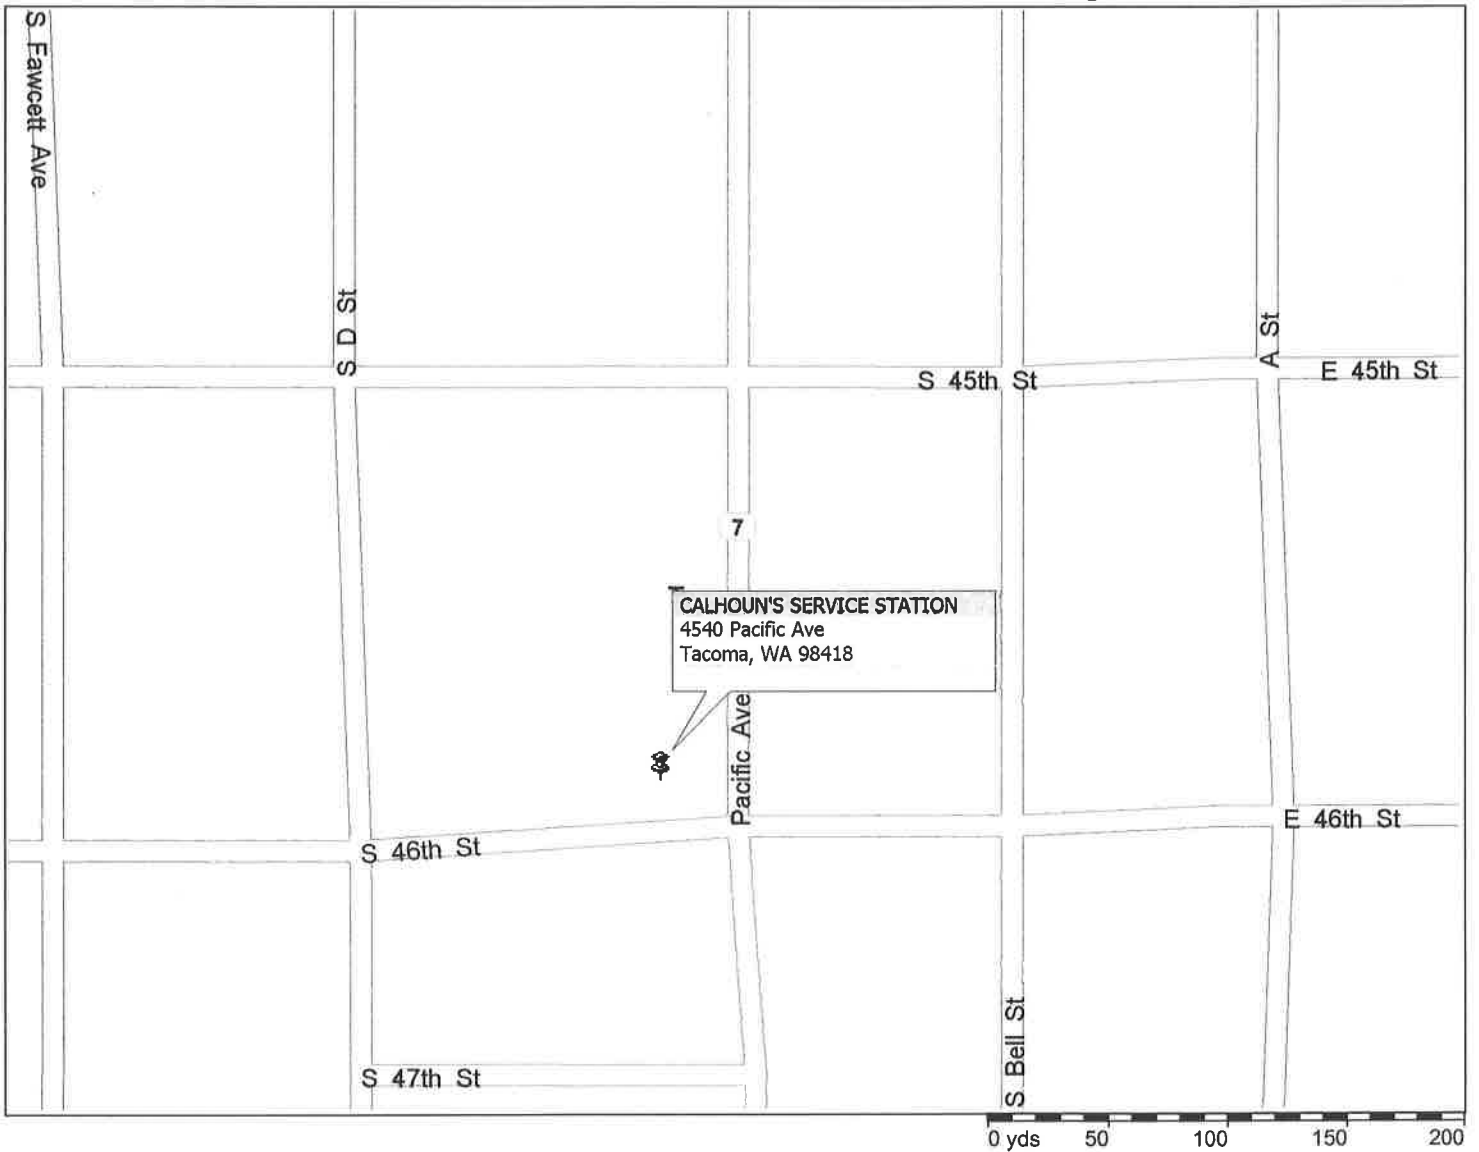 S Fawcett Ave
S D St
A St
S 45th St
E 45th St
7
CALHOUN'S SERVICE STATION
4540 Pacific Ave
Tacoma, WA 98418
Pacific Ave
S 46th St
E 46th St
S Bell St
S 47th St
0 yds 50 100 150 200